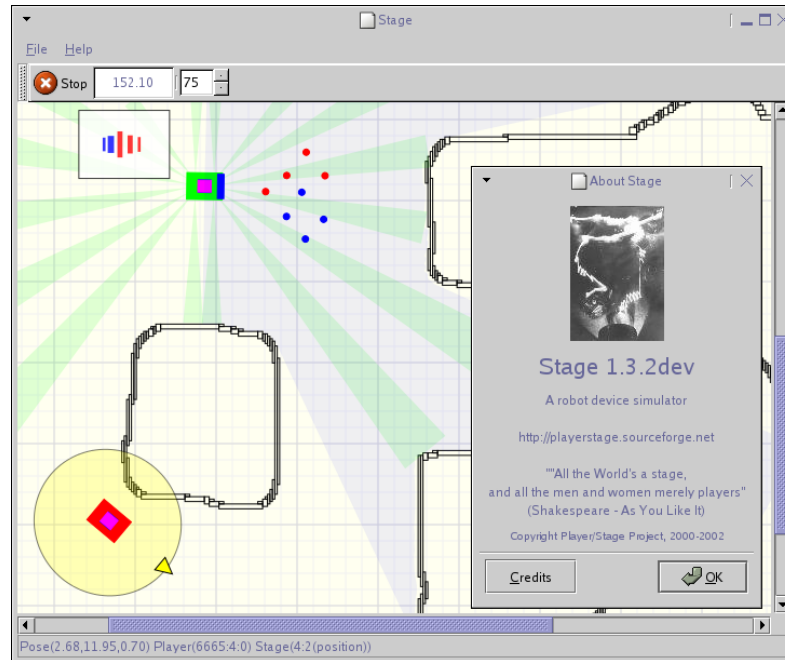 Stage
File Help
Stop 152.10 75
About Stage
Stage 1.3.2dev
A robot device simulator
http://playerstage.sourceforge.net
""All the World's a stage,
and all the men and women merely players"
(Shakespeare - As You Like It)
Copyright Player/Stage Project, 2000-2002
Credits OK
Pose(2.68,11.95,0.70) Player(6665:4:0) Stage(4:2(position))